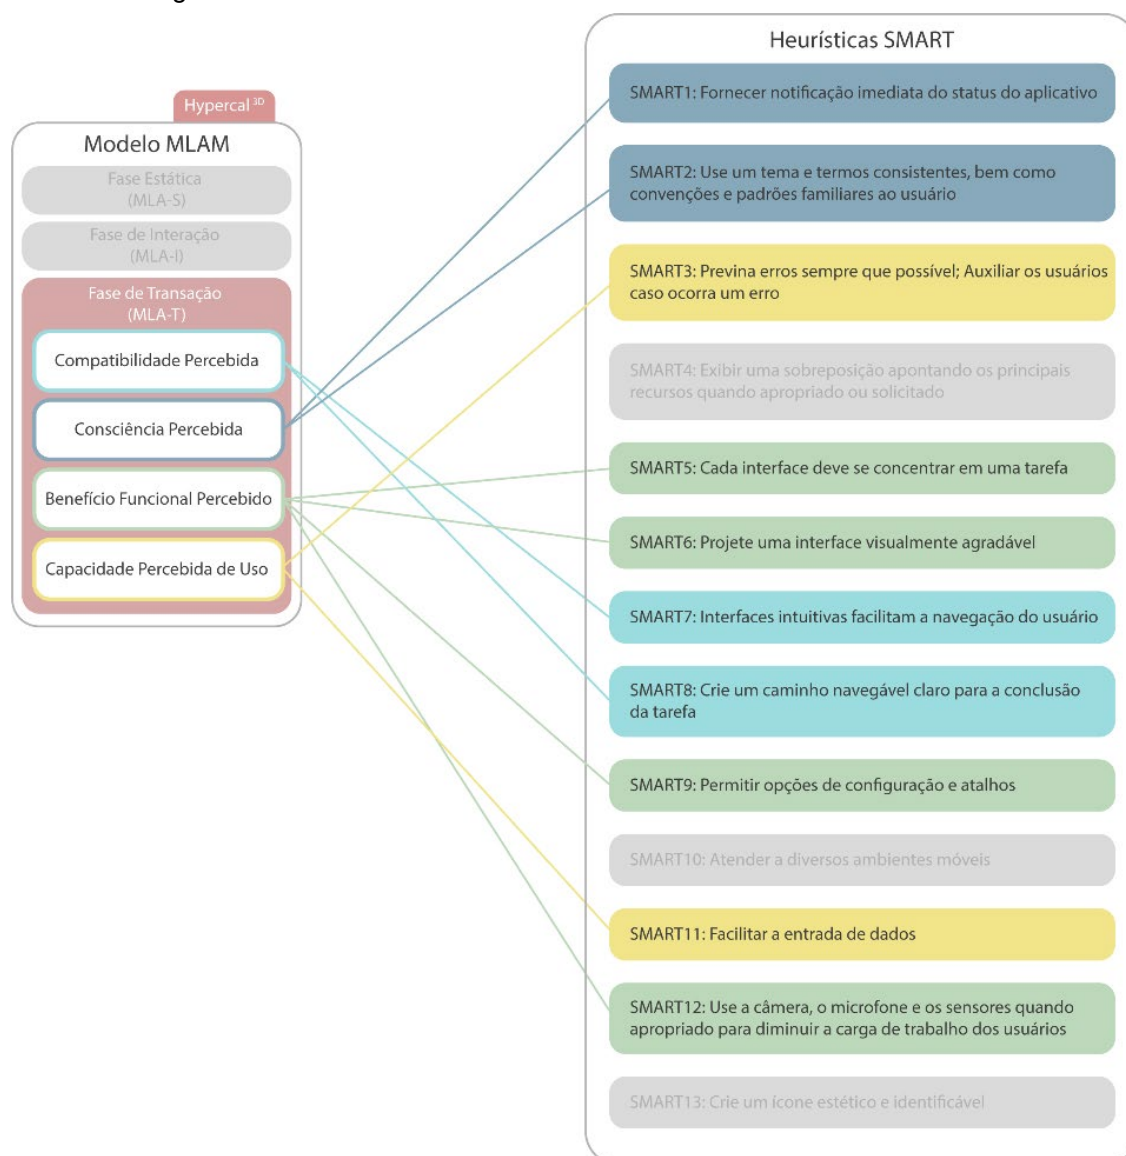 Hypercal 3D
Modelo MLAM
Fase Estática
(MLA-S)
Fase de Interação
(MLA-I)
Fase de Transação
(MLA-T)
Compatibilidade Percebida
Consciência Percebida
Benefício Funcional Percebido
Capacidade Percebida de Uso
Heurísticas SMART
SMART1: Fornecer notificação imediata do status do aplicativo
SMART2: Use um tema e termos consistentes, bem como
convenções e padrões familiares ao usuário
SMART3: Previna erros sempre que possível; Auxiliar os usuários
caso ocorra um erro
SMART4: Exibir uma sobreposição apontando os principais
recursos quando apropriado ou solicitado
SMART5: Cada interface deve se concentrar em uma tarefa
SMART6: Projete uma interface visualmente agradável
SMART7: Interfaces intuitivas facilitam a navegação do usuário
SMART8: Crie um caminho navegável claro para a conclusão
da tarefa
SMART9: Permitir opções de configuração e atalhos
SMART10: Atender a diversos ambientes móveis
SMART11: Facilitar a entrada de dados
SMART12: Use a câmera, o microfone e os sensores quando
apropriado para diminuir a carga de trabalho dos usuários
SMART13: Crie um ícone estético e identificável